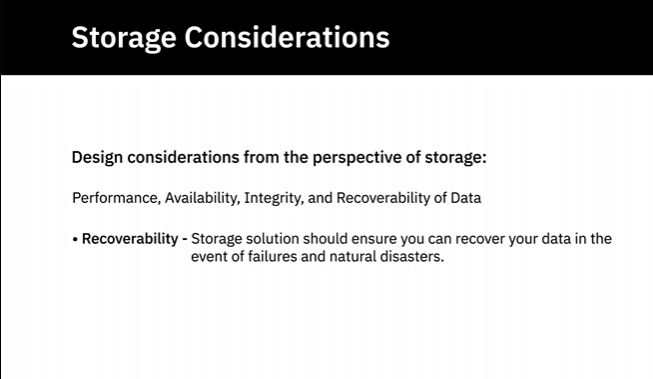 Storage Considerations
Design considerations from the perspective of storage:
Performance, Availability, Integrity, and Recoverability of Data
• Recoverability - Storage solution should ensure you can recover your data in the
event of failures and natural disasters.